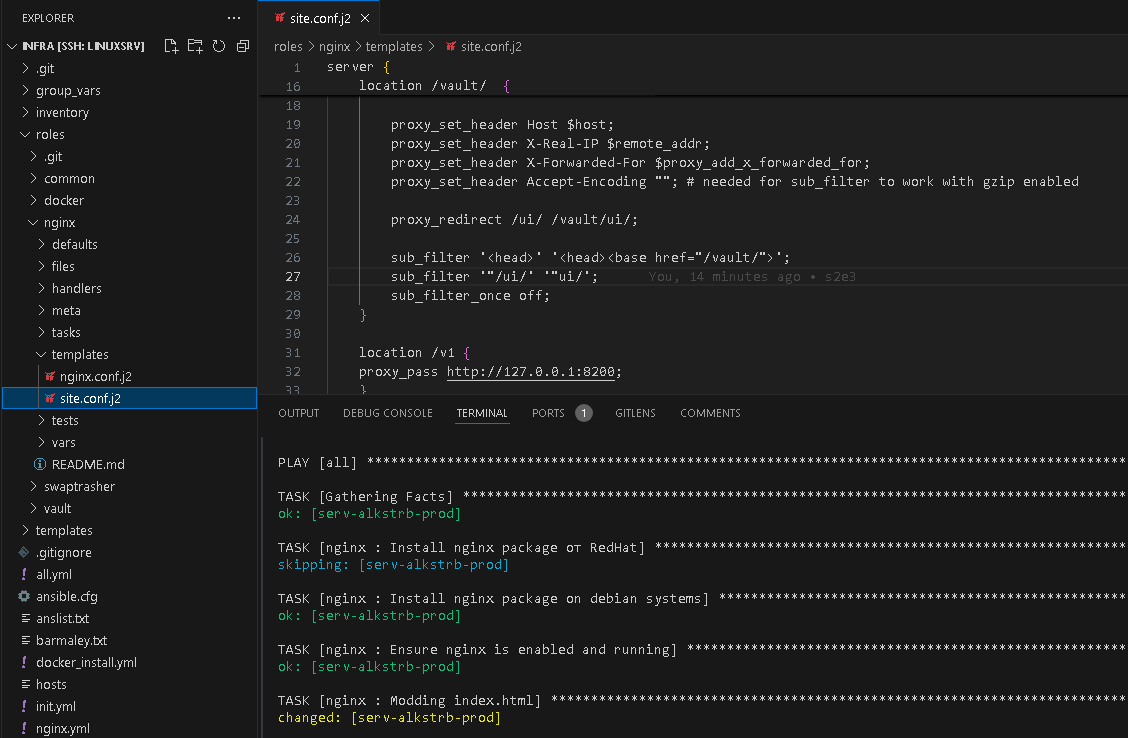 EXPLORER
INFRA [SSH: LINUXSRV]
.git
group_vars
inventory
roles
.git
common
docker
nginx
defaults
files
handlers
meta
tasks
templates
nginx.conf.j2
site.conf.j2
tests
vars
README.md
swaptrasher
vault
templates
.gitignore
all.yml
ansible.cfg
anslist.txt
barmaley.txt
docker_install.yml
hosts
init.yml
nginx.yml
site.conf.j2
roles > nginx > templates > site.conf.j2
1 server {
16 location /vault/ {
18
19 proxy_set_header Host $host;
20 proxy_set_header X-Real-IP $remote_addr;
21 proxy_set_header X-Forwarded-For $proxy_add_x_forwarded_for;
22 proxy_set_header Accept-Encoding ""; # needed for sub_filter to work with gzip enabled
23
24 proxy_redirect /ui/ /vault/ui/;
25
26 sub_filter '<head>' '<head><base href="/vault/">';
27 sub_filter '"/ui/' '"ui/'; You, 14 minutes ago • s2e3
28 sub_filter_once off;
29 }
30
31 location /v1 {
32 proxy_pass http://127.0.0.1:8200;
33 }
OUTPUT DEBUG CONSOLE TERMINAL PORTS 1 GITLENS COMMENTS
PLAY [all] ************************************************************************************************
TASK [Gathering Facts] ************************************************************************************
ok: [serv-alkstrb-prod]
TASK [nginx : Install nginx package от RedHat] ************************************************************
skipping: [serv-alkstrb-prod]
TASK [nginx : Install nginx package on debian systems] ****************************************************
ok: [serv-alkstrb-prod]
TASK [nginx : Ensure nginx is enabled and running] ********************************************************
ok: [serv-alkstrb-prod]
TASK [nginx : Modding index.html] *************************************************************************
changed: [serv-alkstrb-prod]